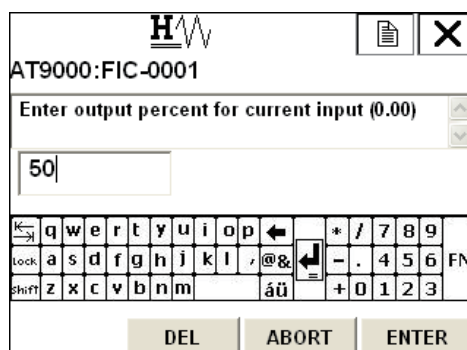 H
AT9000:FIC-0001
Enter output percent for current input (0.00)
50
q w e r t y u i o p * / 7 8 9
Lock a s d f g h j k l , @& - . 4 5 6 FN
Shift z x c v b n m áü = + 0 1 2 3
DEL ABORT ENTER